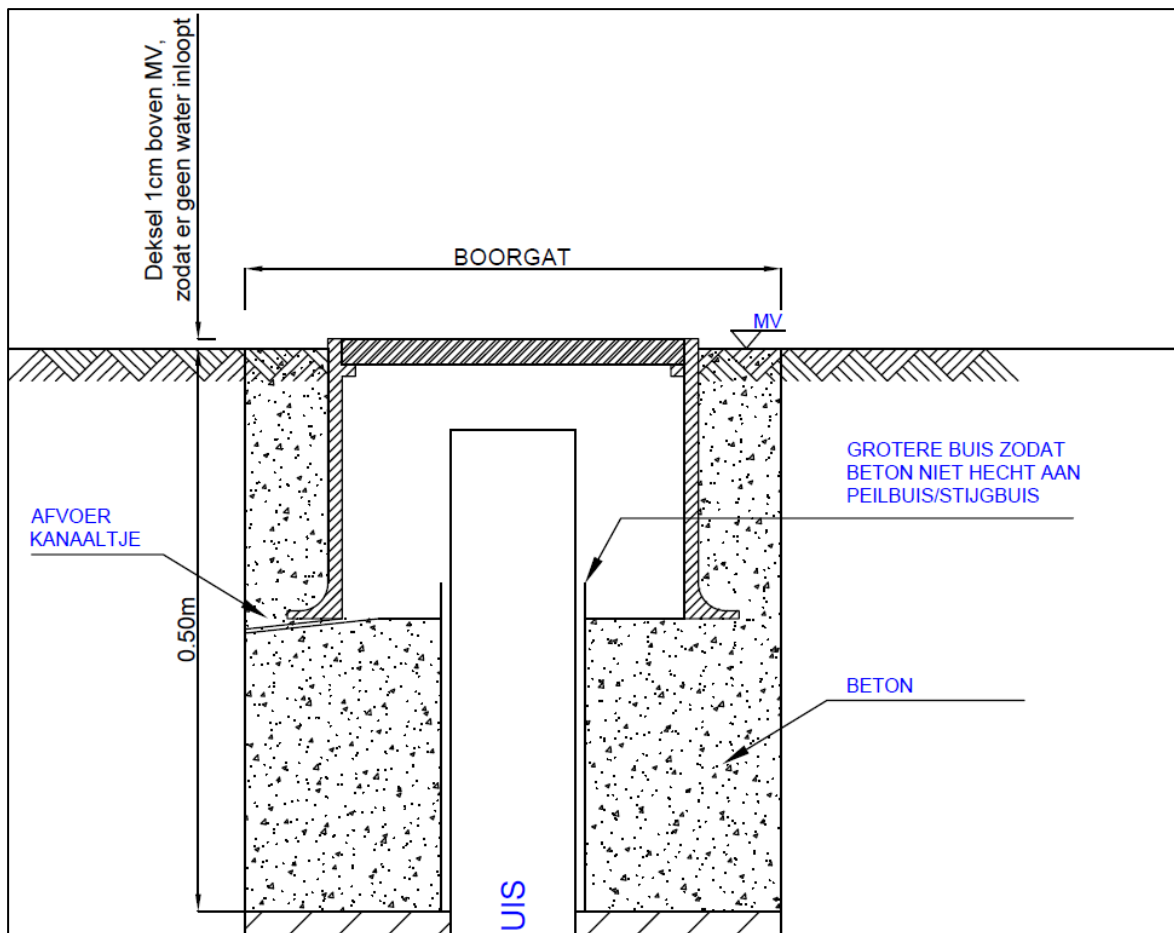 Deksel 1cm boven MV,
zodat er geen water inloopt
BOORGAT
MV
GROTERE BUIS ZODAT
BETON NIET HECHT AAN
PEILBUIS/STIJGBUIS
AFVOER
KANAALTJE
0.50m
BETON
UIS